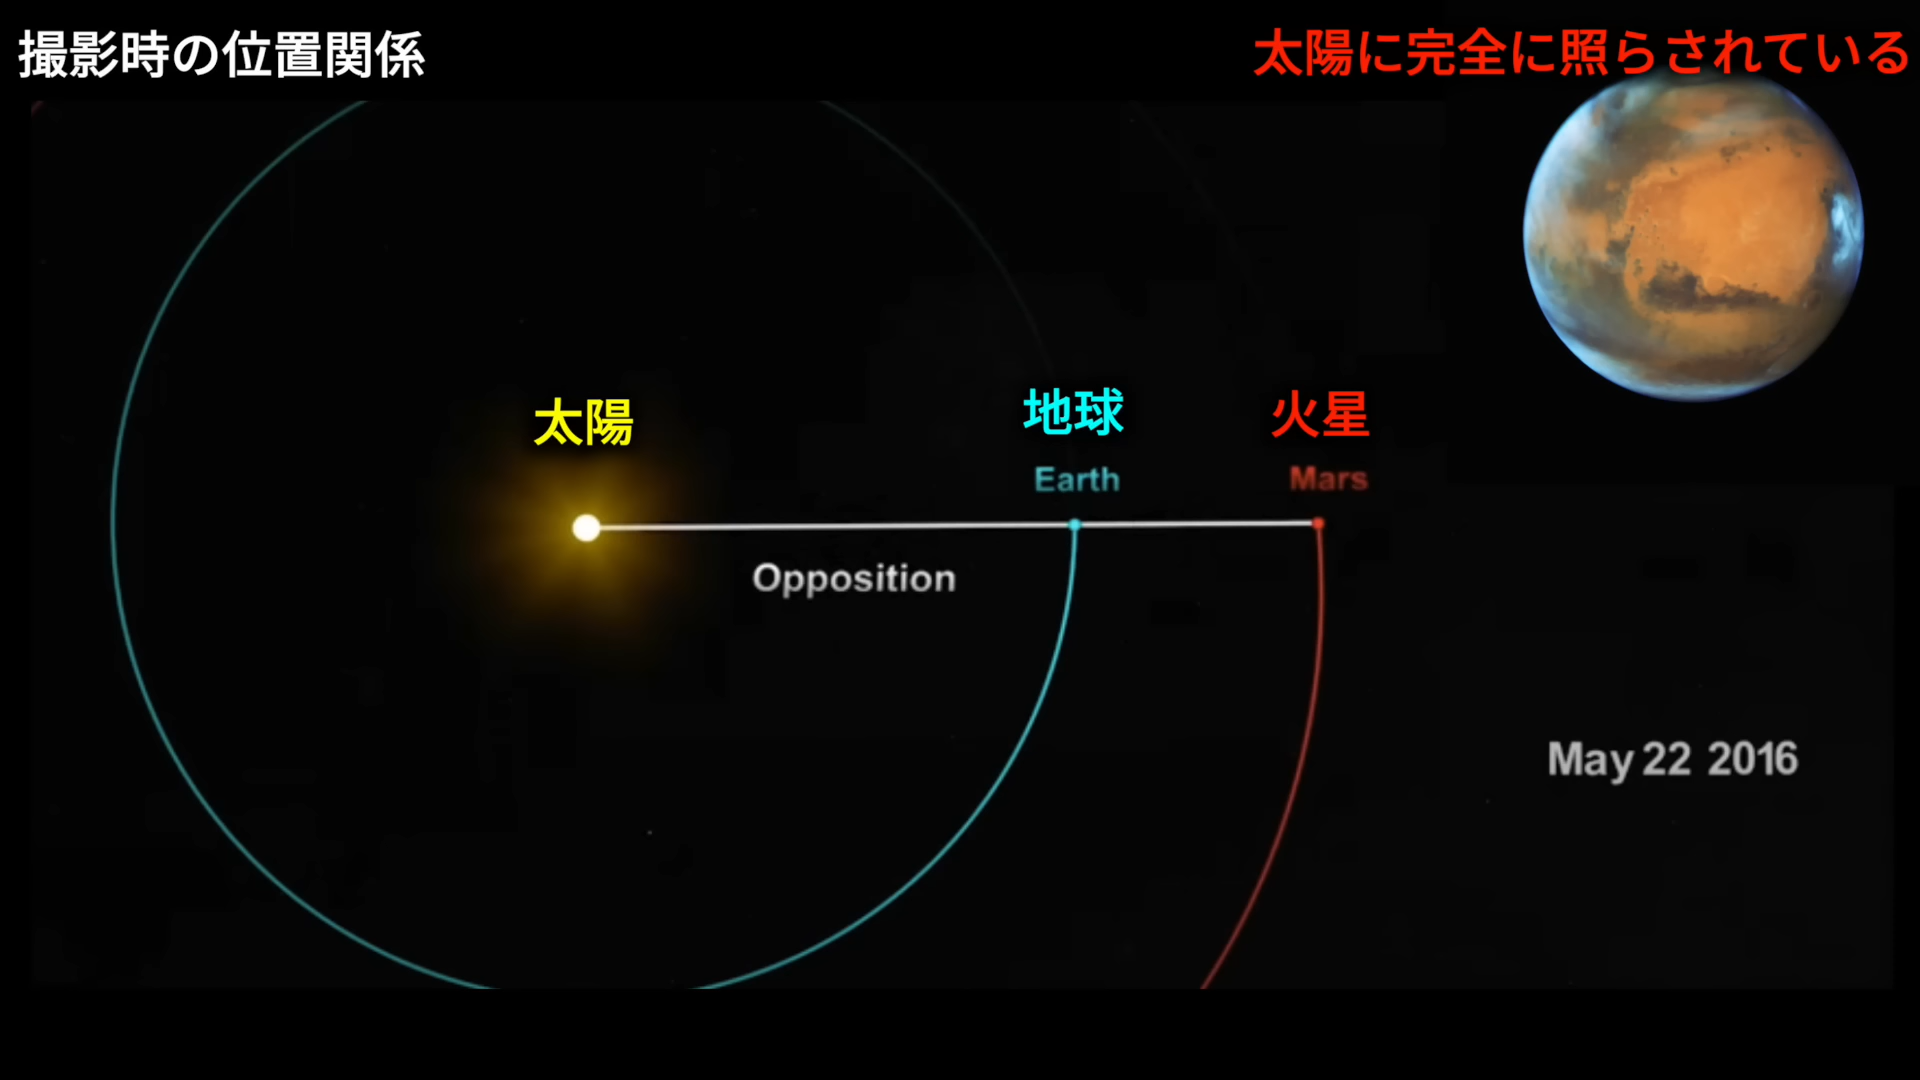 撮影時の位置関係
太陽に完全に照らされている
太陽
地球
火星
Earth
Mars
Opposition
May 22 2016